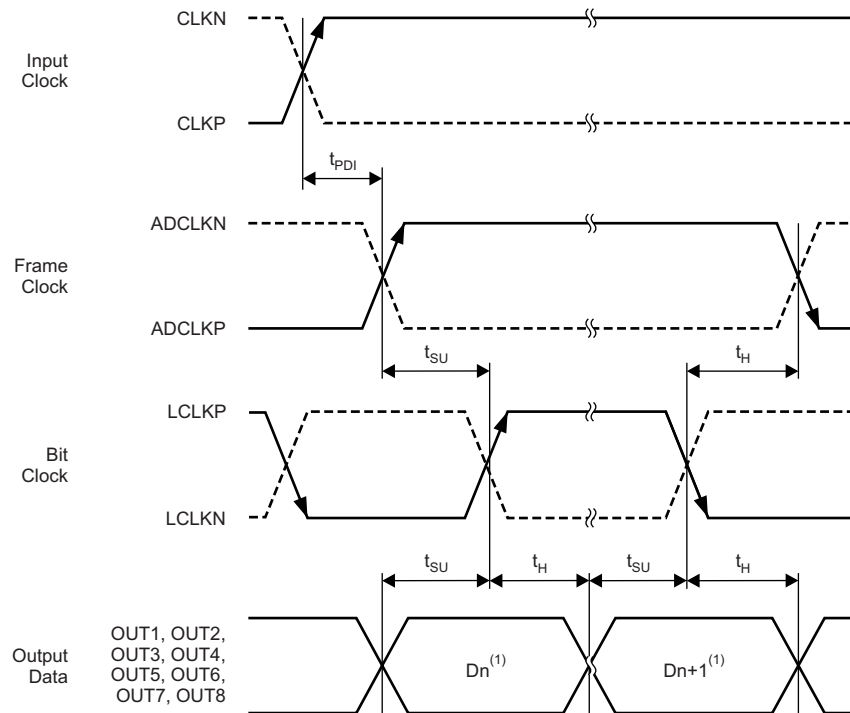 CLKN
Input
Clock
CLKP
tPDI
ADCLKN
Frame
Clock
ADCLKP
tSU
tH
LCLKP
Bit
Clock
LCLKN
tSU
tH
tSU
tH
Output
Data
OUT1, OUT2,
OUT3, OUT4,
OUT5, OUT6,
OUT7, OUT8
Dn(1)
Dn+1(1)